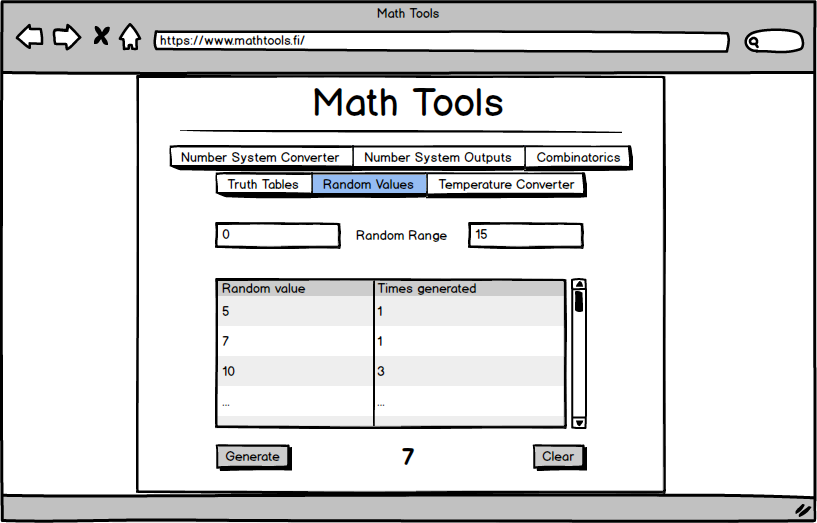 Math Tools
https://www.mathtools.fi/
Math Tools
Number System Converter Number System Outputs Combinatorics
Truth Tables Random Values Temperature Converter
0 Random Range 15
Random value Times generated
5 1
7 1
10 3
... ...
Generate 7 Clear